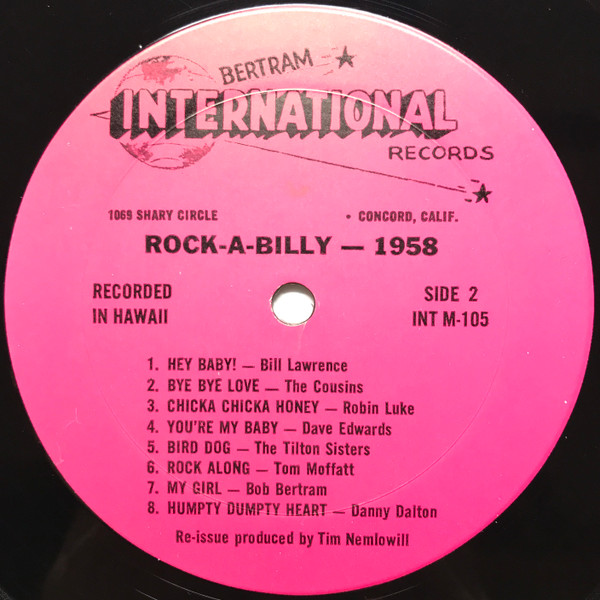 BERTRAM
INTERNATIONAL
RECORDS
1069 SHARY CIRCLE • CONCORD, CALIF.
ROCK-A-BILLY — 1958
RECORDED
IN HAWAII
SIDE 2
INT M-105
1. HEY BABY! — Bill Lawrence
2. BYE BYE LOVE — The Cousins
3. CHICKA CHICKA HONEY — Robin Luke
4. YOU'RE MY BABY — Dave Edwards
5. BIRD DOG — The Tilton Sisters
6. ROCK ALONG — Tom Moffatt
7. MY GIRL — Bob Bertram
8. HUMPTY DUMPTY HEART — Danny Dalton
Re-issue produced by Tim Nemlowill